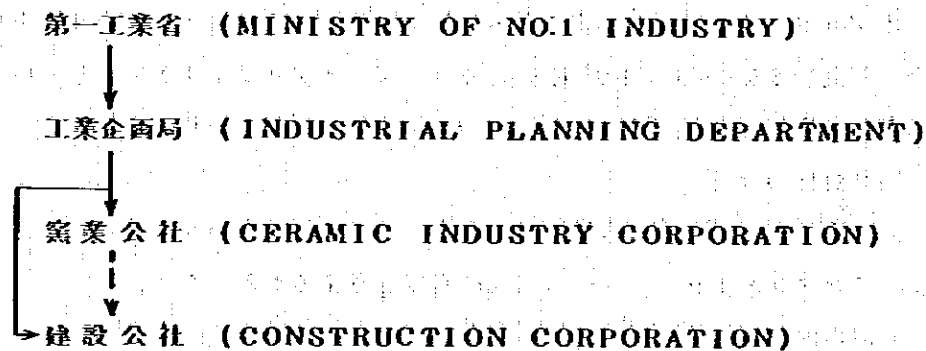 第一工業省 (MINISTRY OF NO.1 INDUSTRY)
工業企画局 (INDUSTRIAL PLANNING DEPARTMENT)
窯業公社 (CERAMIC INDUSTRY CORPORATION)
建設公社 (CONSTRUCTION CORPORATION)